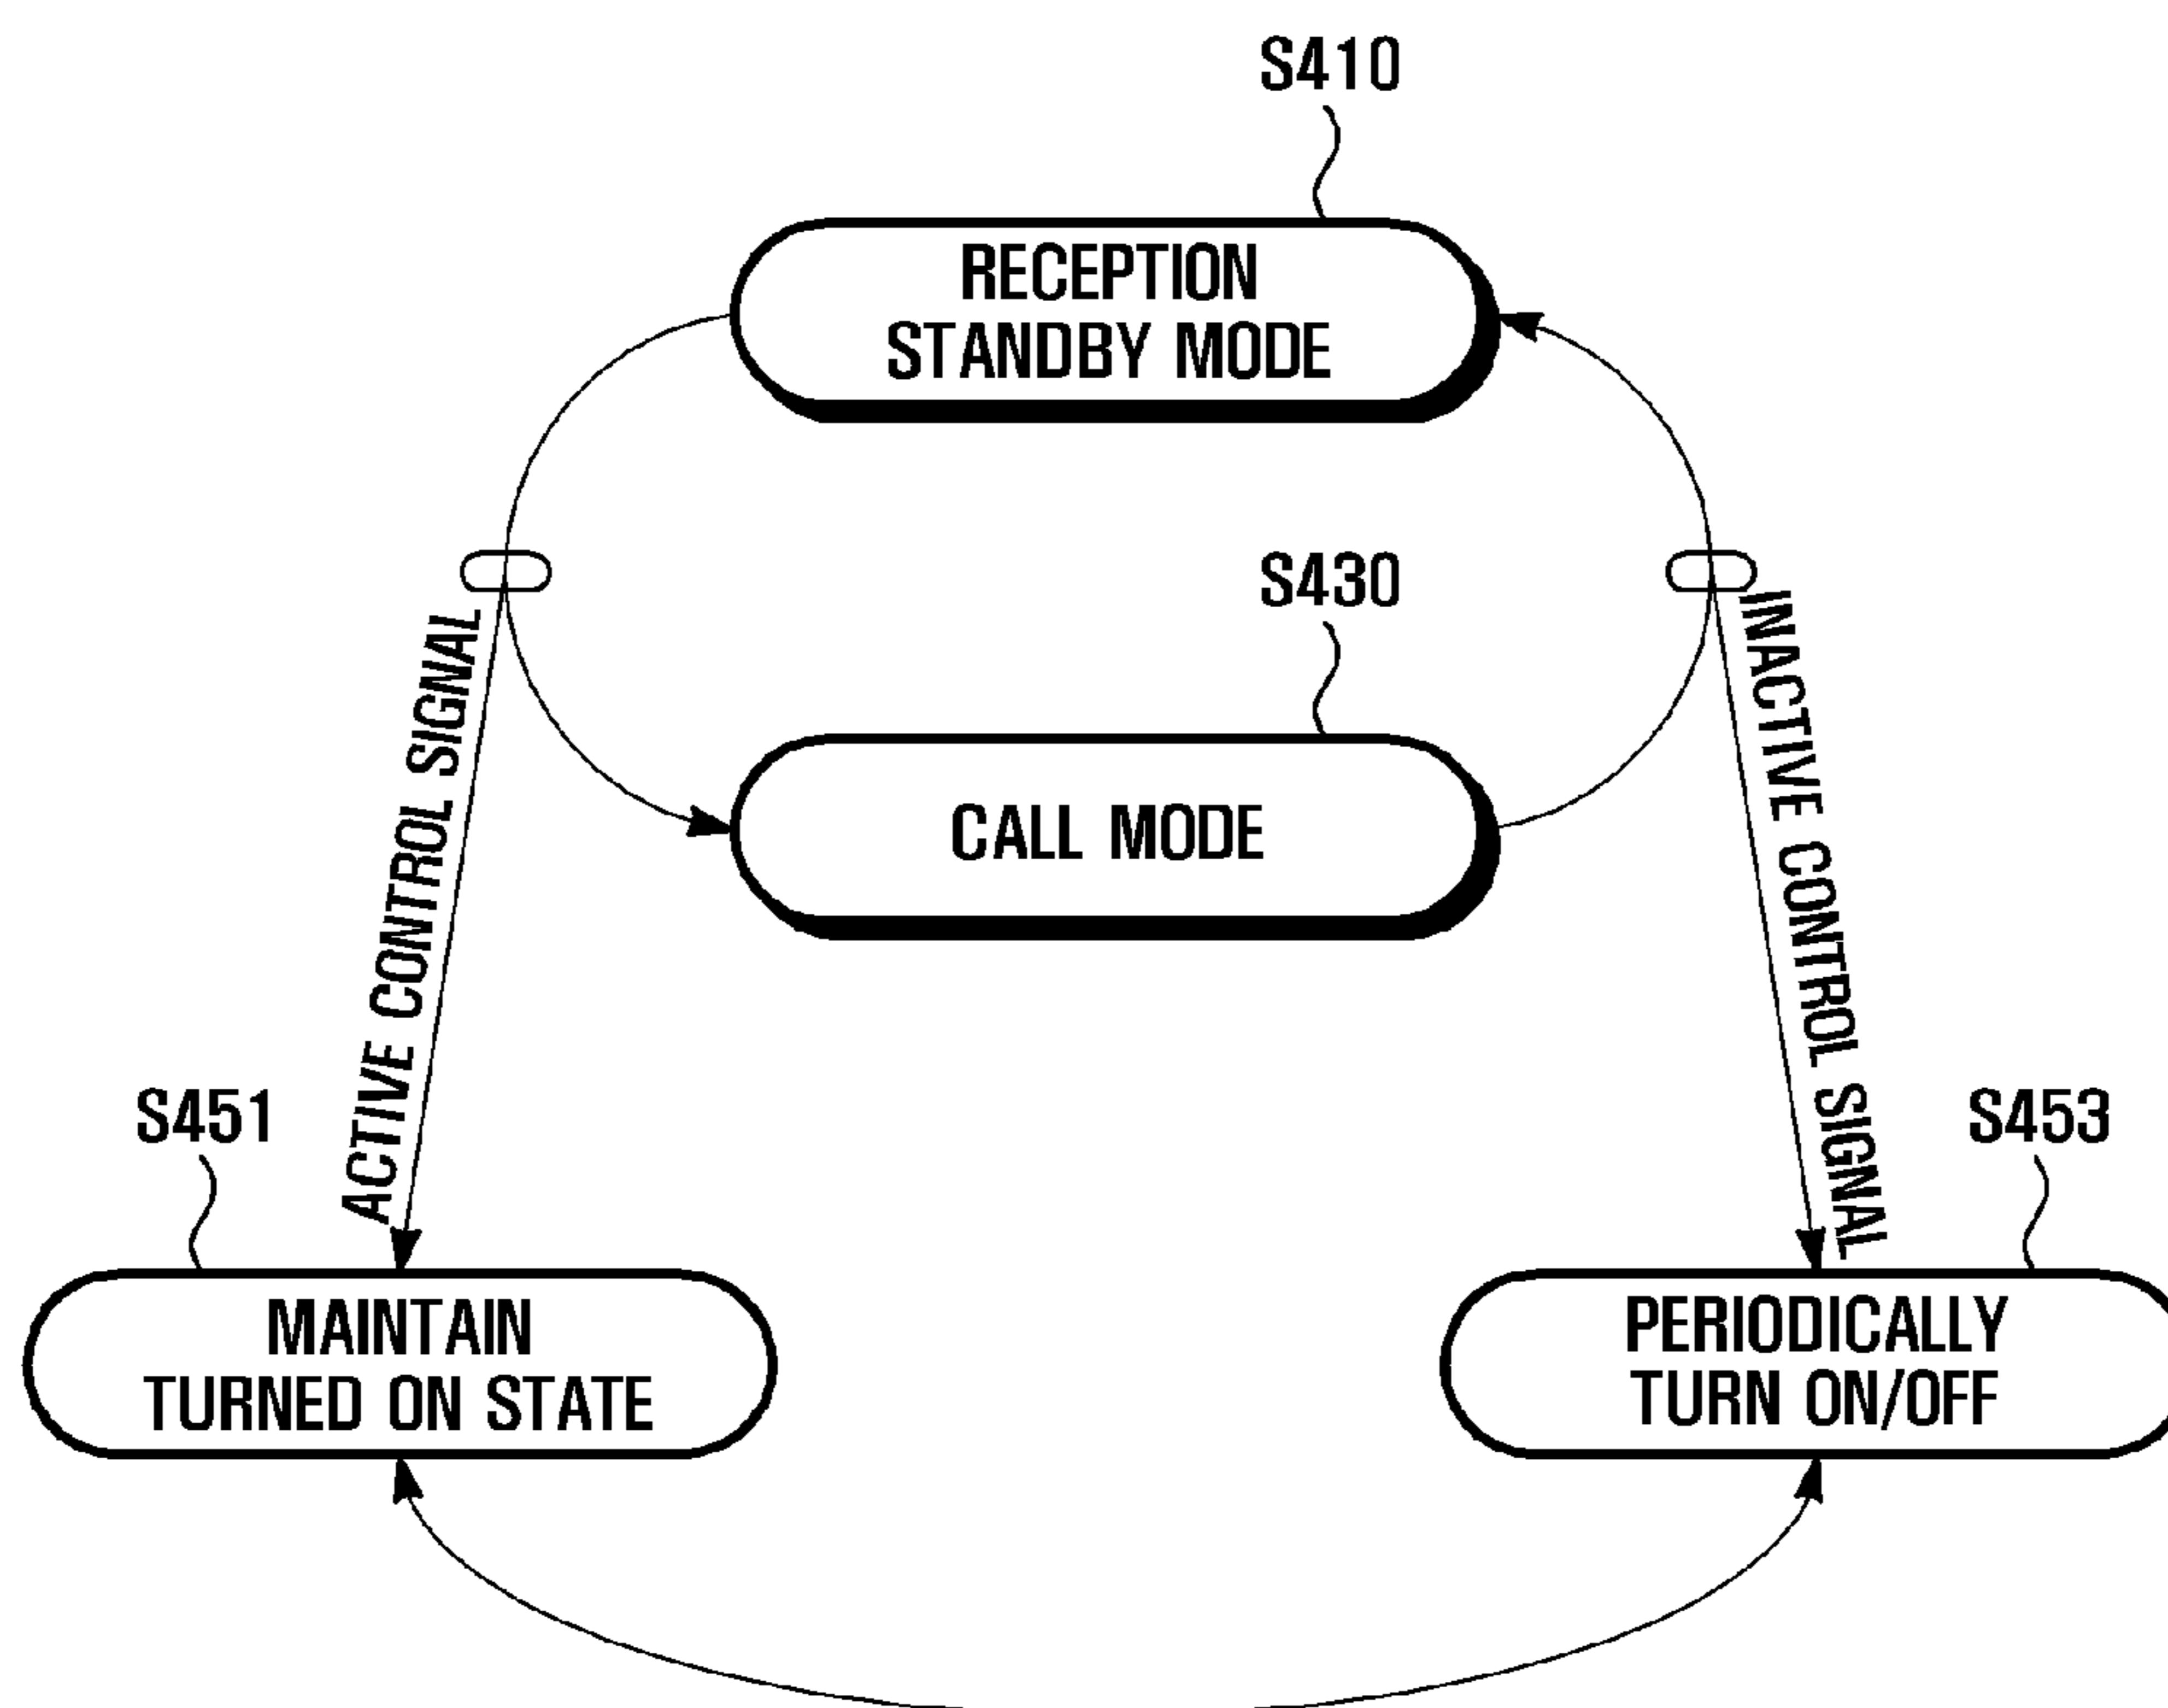 S410
RECEPTION
STANDBY MODE
S430
CALL MODE
ACTIVE CONTROL SIGNAL
INACTIVE CONTROL SIGNAL
S451
MAINTAIN
TURNED ON STATE
S453
PERIODICALLY
TURN ON/OFF